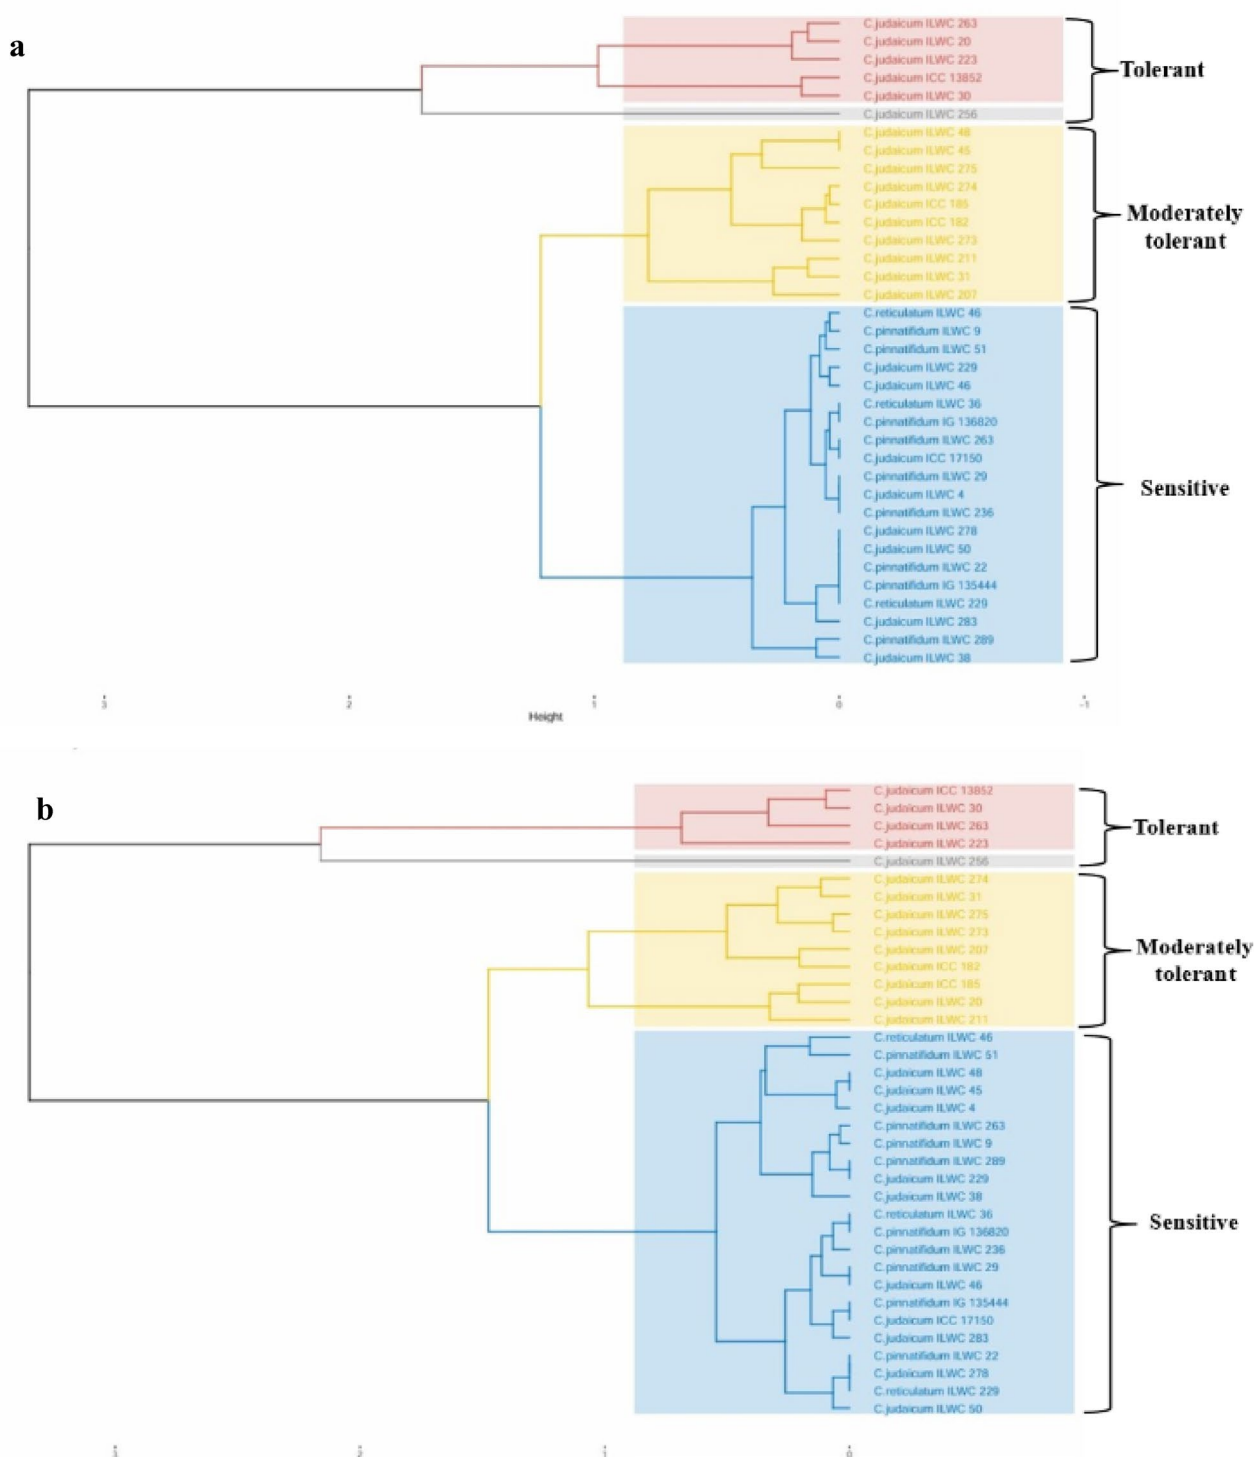 a
C.judaicum ILWC 263
C.judaicum ILWC 20
C.judaicum ILWC 223
C.judaicum ICC 13852
C.judaicum ILWC 30
C.judaicum ILWC 256
Tolerant
C.judaicum ILWC 48
C.judaicum ILWC 45
C.judaicum ILWC 275
C.judaicum ILWC 274
C.judaicum ICC 185
C.judaicum ICC 182
C.judaicum ILWC 273
C.judaicum ILWC 211
C.judaicum ILWC 31
C.judaicum ILWC 207
Moderately
tolerant
C.reticulatum ILWC 46
C.pinnatifidum ILWC 9
C.pinnatifidum ILWC 51
C.judaicum ILWC 229
C.judaicum ILWC 46
C.reticulatum ILWC 36
C.pinnatifidum IG 136820
C.pinnatifidum ILWC 263
C.judaicum ICC 17150
C.pinnatifidum ILWC 29
C.judaicum ILWC 4
C.pinnatifidum ILWC 236
C.judaicum ILWC 278
C.judaicum ILWC 50
C.pinnatifidum ILWC 22
C.pinnatifidum IG 135444
C.reticulatum ILWC 229
C.judaicum ILWC 283
C.pinnatifidum ILWC 289
C.judaicum ILWC 38
Sensitive
3 2 1 0 -1
Height
b
C.judaicum ICC 13852
C.judaicum ILWC 30
C.judaicum ILWC 263
C.judaicum ILWC 223
C.judaicum ILWC 256
Tolerant
C.judaicum ILWC 274
C.judaicum ILWC 31
C.judaicum ILWC 275
C.judaicum ILWC 273
C.judaicum ILWC 207
C.judaicum ICC 182
C.judaicum ICC 185
C.judaicum ILWC 20
C.judaicum ILWC 211
Moderately
tolerant
C.reticulatum ILWC 46
C.pinnatifidum ILWC 51
C.judaicum ILWC 48
C.judaicum ILWC 45
C.judaicum ILWC 4
C.pinnatifidum ILWC 263
C.pinnatifidum ILWC 9
C.pinnatifidum ILWC 289
C.judaicum ILWC 229
C.judaicum ILWC 38
C.reticulatum ILWC 36
C.pinnatifidum IG 136820
C.pinnatifidum ILWC 236
C.pinnatifidum ILWC 29
C.judaicum ILWC 46
C.pinnatifidum IG 135444
C.judaicum ICC 17150
C.judaicum ILWC 283
C.pinnatifidum ILWC 22
C.judaicum ILWC 278
C.reticulatum ILWC 229
C.judaicum ILWC 50
Sensitive
3 2 1 0